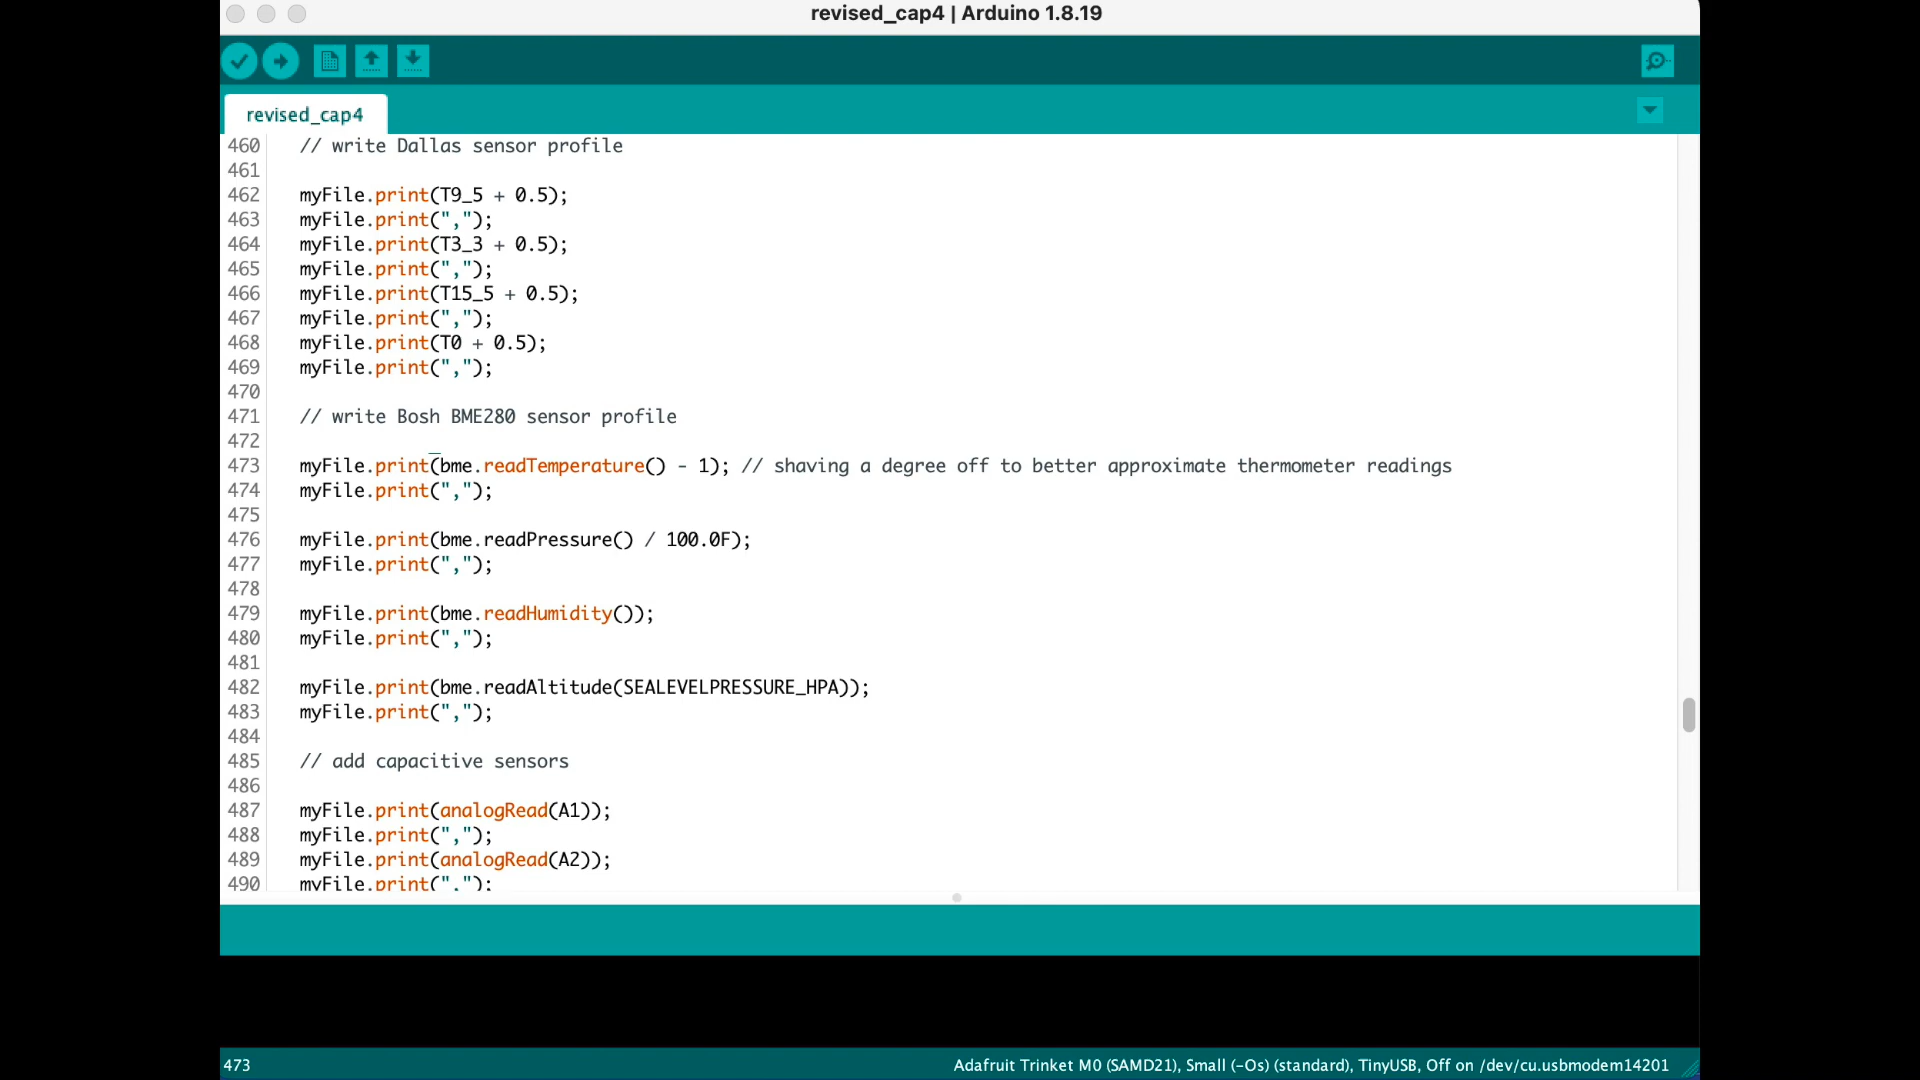 revised_cap4 | Arduino 1.8.19
revised_cap4
460 // write Dallas sensor profile
461
462 myFile.print(T9_5 + 0.5);
463 myFile.print(",");
464 myFile.print(T3_3 + 0.5);
465 myFile.print(",");
466 myFile.print(T15_5 + 0.5);
467 myFile.print(",");
468 myFile.print(T0 + 0.5);
469 myFile.print(",");
470
471 // write Bosh BME280 sensor profile
472
473 myFile.print(bme.readTemperature() - 1); // shaving a degree off to better approximate thermometer readings
474 myFile.print(",");
475
476 myFile.print(bme.readPressure() / 100.0F);
477 myFile.print(",");
478
479 myFile.print(bme.readHumidity());
480 myFile.print(",");
481
482 myFile.print(bme.readAltitude(SEALEVELPRESSURE_HPA));
483 myFile.print(",");
484
485 // add capacitive sensors
486
487 myFile.print(analogRead(A1));
488 myFile.print(",");
489 myFile.print(analogRead(A2));
490 myFile.print(",");
473 Adafruit Trinket M0 (SAMD21), Small (-Os) (standard), TinyUSB, Off on /dev/cu.usbmodem14201